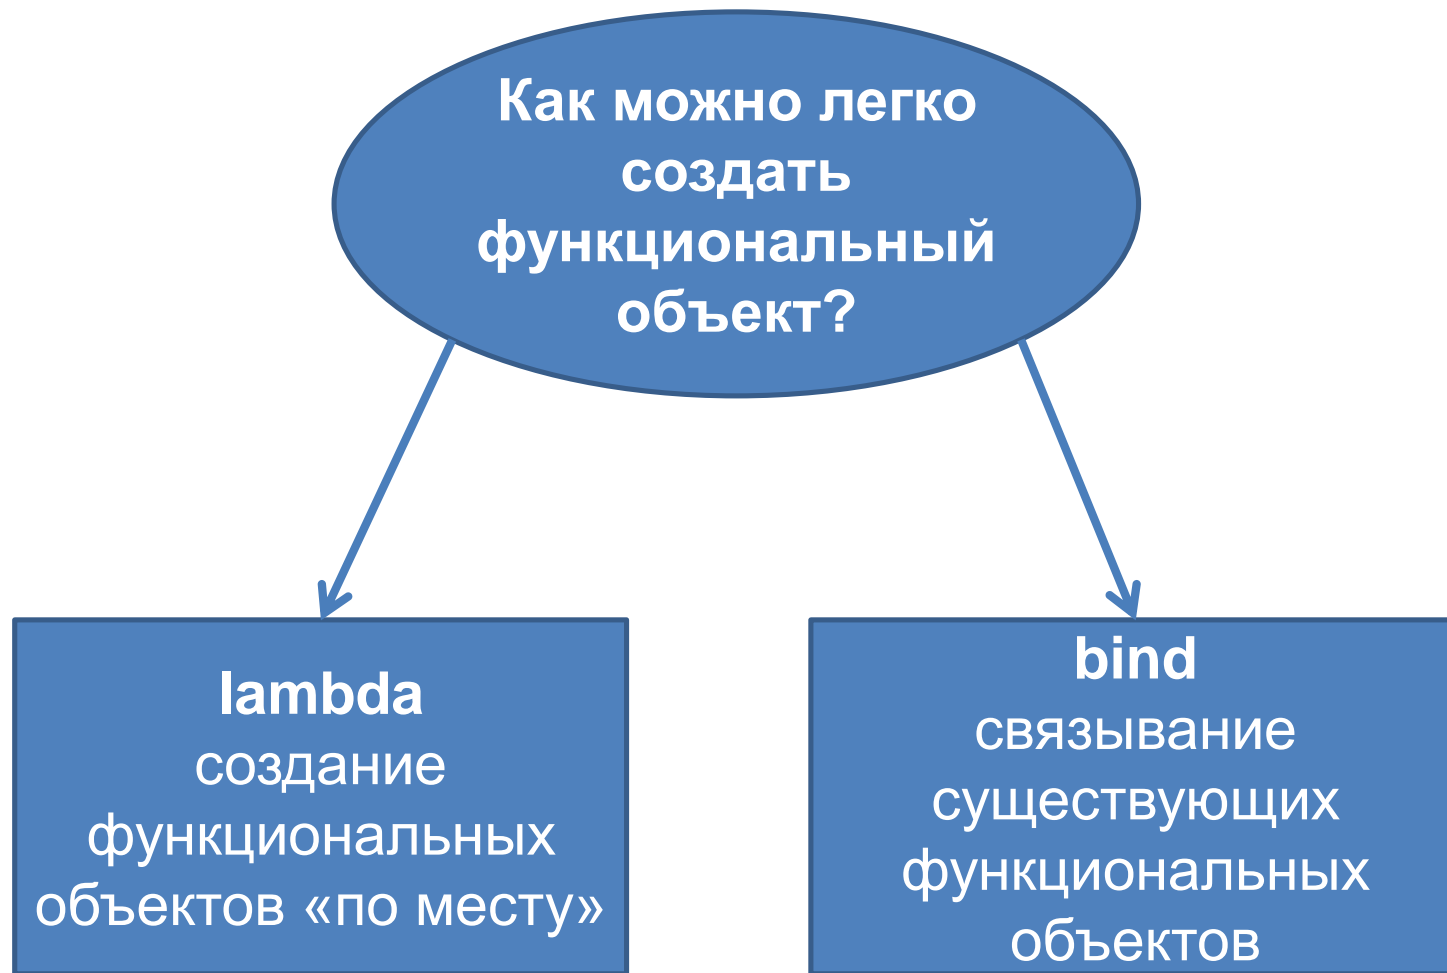 Как можно легко
создать
функциональный
объект?
lambda
создание
функциональных
объектов «по месту»
bind
связывание
существующих
функциональных
объектов